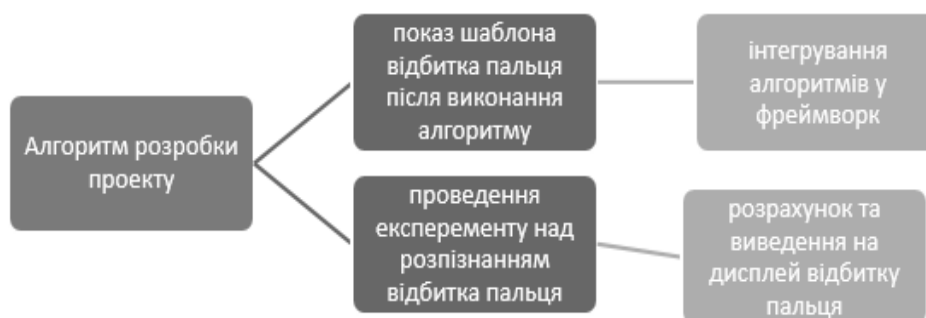 Алгоритм розробки
проекту
показ шаблона
відбитка пальця
після виконання
алгоритму
інтегрування
алгоритмів у
фреймворк
проведення
експеременту над
розпізнанням
відбитка пальця
розрахунок та
виведення на
дисплей відбитку
пальця